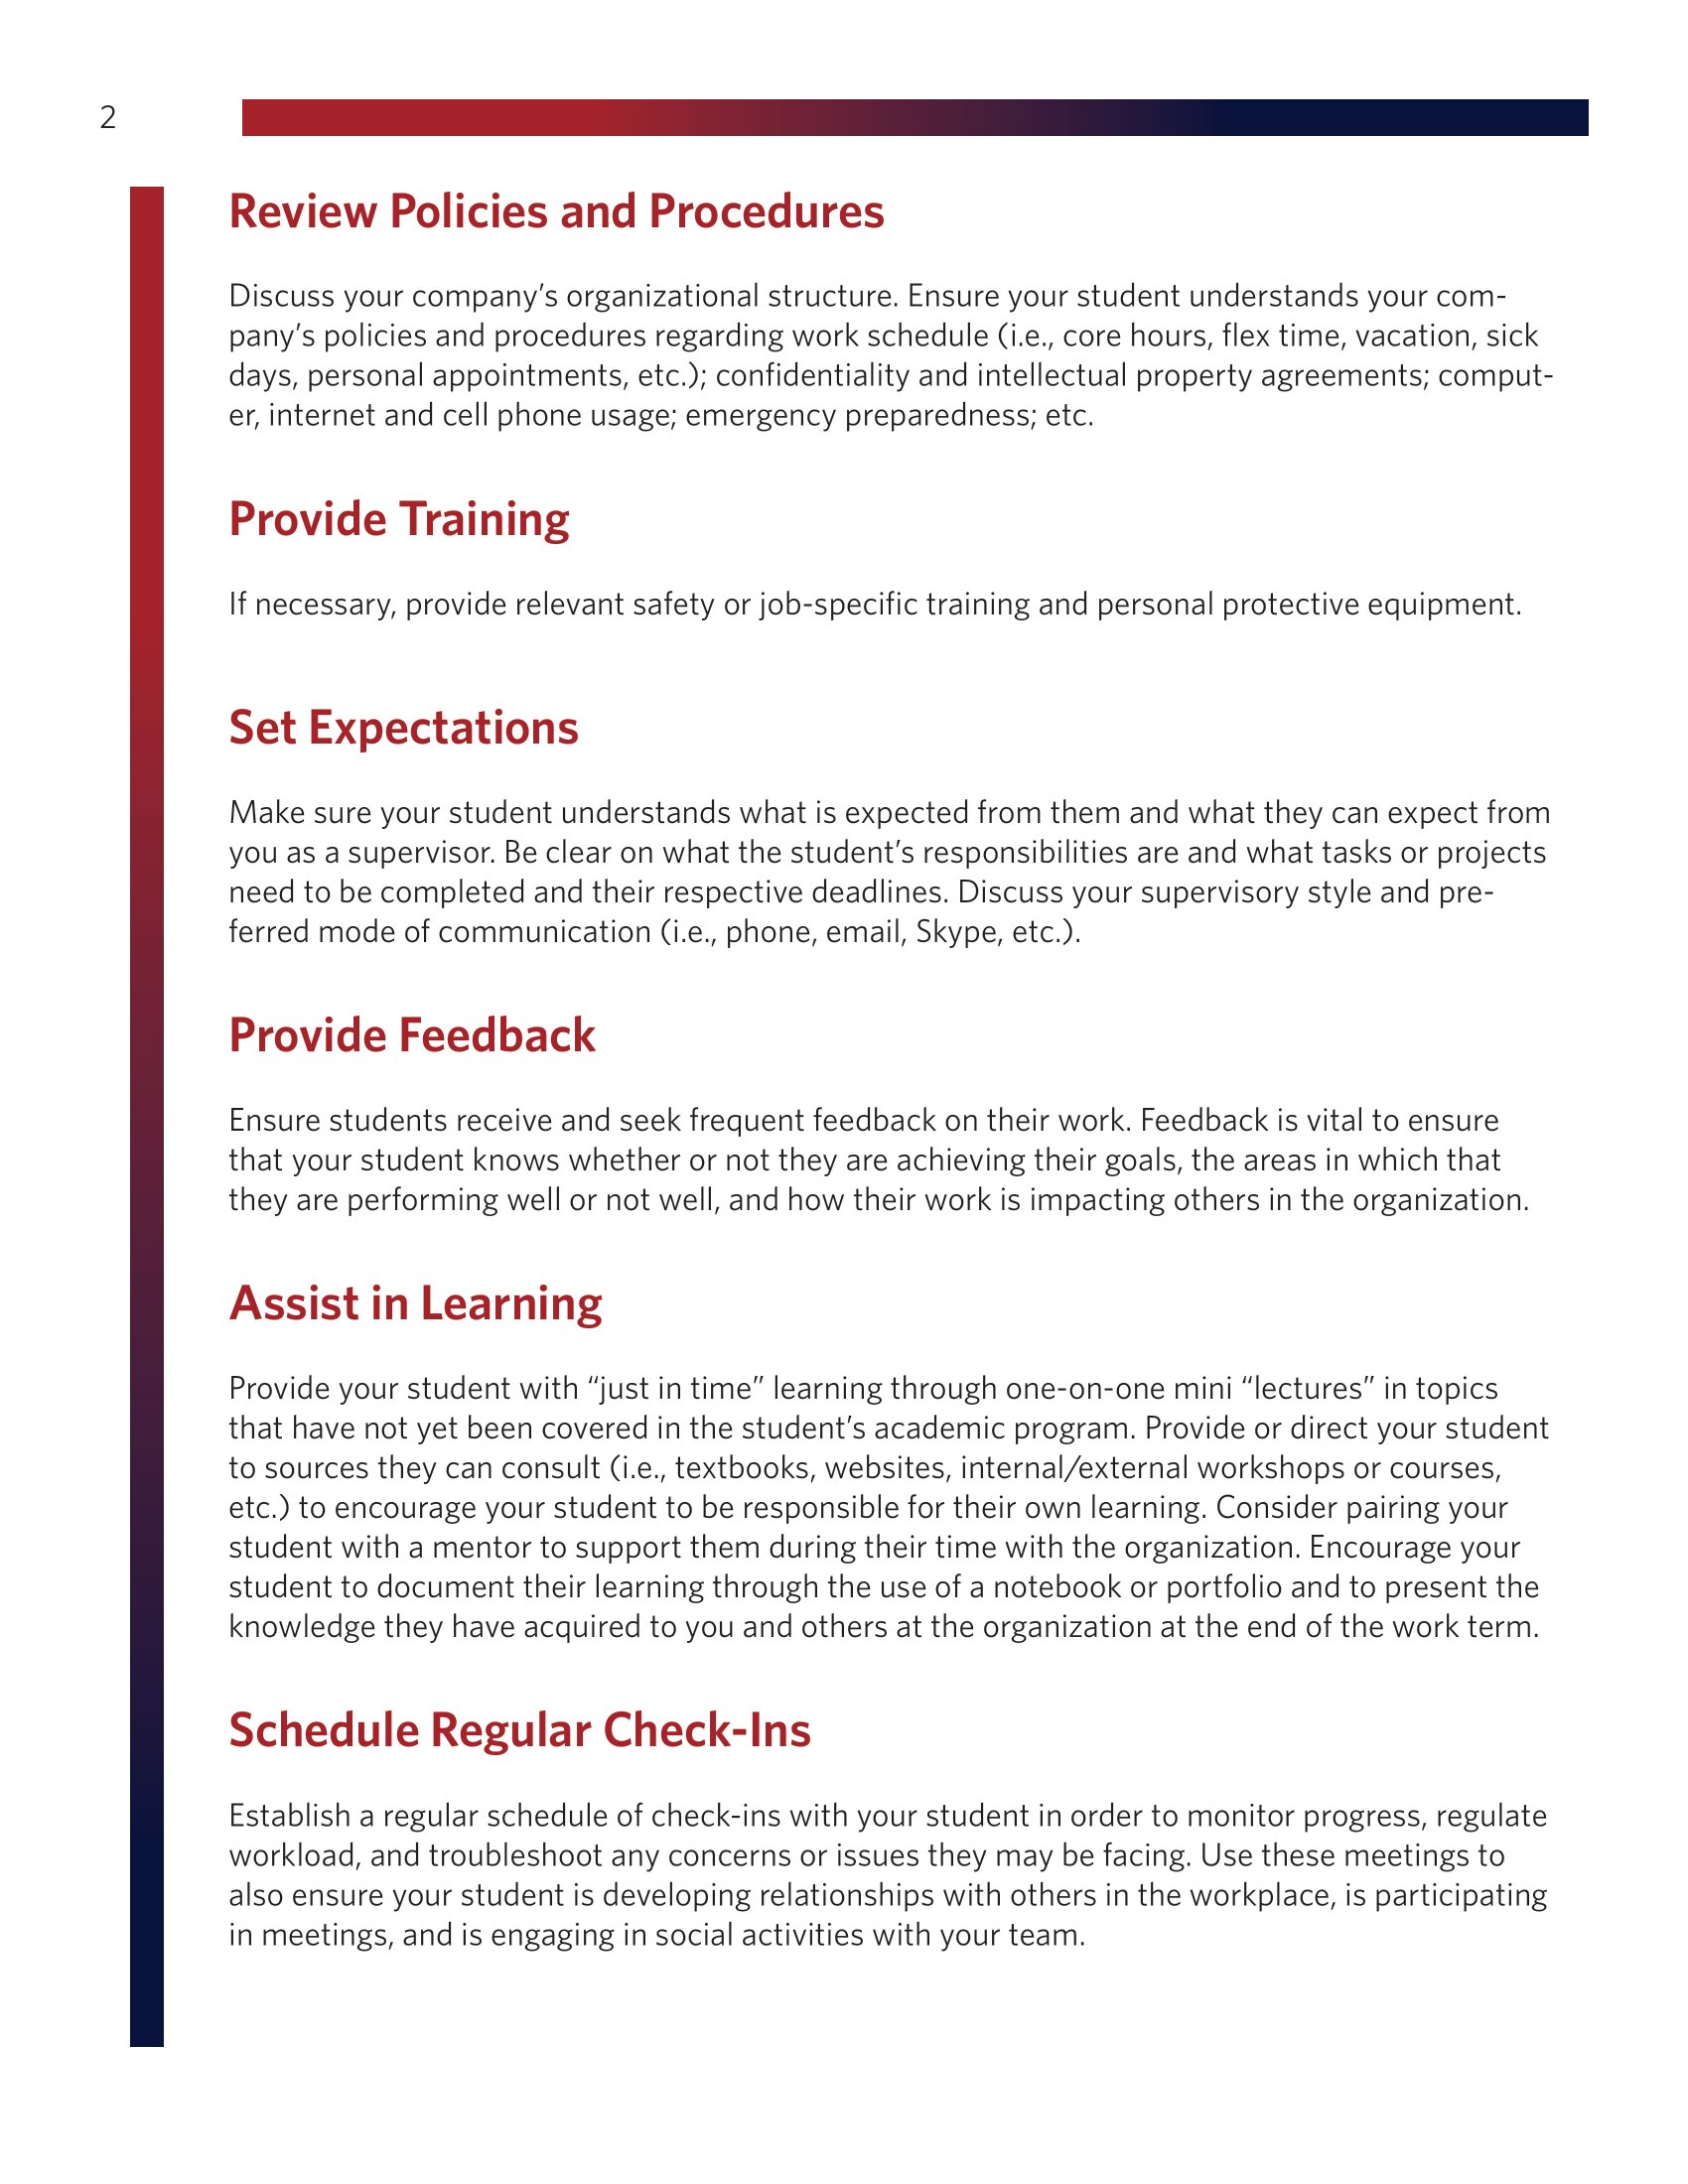 2
Review Policies and Procedures
Discuss your company’s organizational structure. Ensure your student understands your com-
pany’s policies and procedures regarding work schedule (i.e., core hours, flex time, vacation, sick
days, personal appointments, etc.); confidentiality and intellectual property agreements; comput-
er, internet and cell phone usage; emergency preparedness; etc.
Provide Training
If necessary, provide relevant safety or job-specific training and personal protective equipment.
Set Expectations
Make sure your student understands what is expected from them and what they can expect from
you as a supervisor. Be clear on what the student’s responsibilities are and what tasks or projects
need to be completed and their respective deadlines. Discuss your supervisory style and pre-
ferred mode of communication (i.e., phone, email, Skype, etc.).
Provide Feedback
Ensure students receive and seek frequent feedback on their work. Feedback is vital to ensure
that your student knows whether or not they are achieving their goals, the areas in which that
they are performing well or not well, and how their work is impacting others in the organization.
Assist in Learning
Provide your student with “just in time” learning through one-on-one mini “lectures” in topics
that have not yet been covered in the student’s academic program. Provide or direct your student
to sources they can consult (i.e., textbooks, websites, internal/external workshops or courses,
etc.) to encourage your student to be responsible for their own learning. Consider pairing your
student with a mentor to support them during their time with the organization. Encourage your
student to document their learning through the use of a notebook or portfolio and to present the
knowledge they have acquired to you and others at the organization at the end of the work term.
Schedule Regular Check-Ins
Establish a regular schedule of check-ins with your student in order to monitor progress, regulate
workload, and troubleshoot any concerns or issues they may be facing. Use these meetings to
also ensure your student is developing relationships with others in the workplace, is participating
in meetings, and is engaging in social activities with your team.